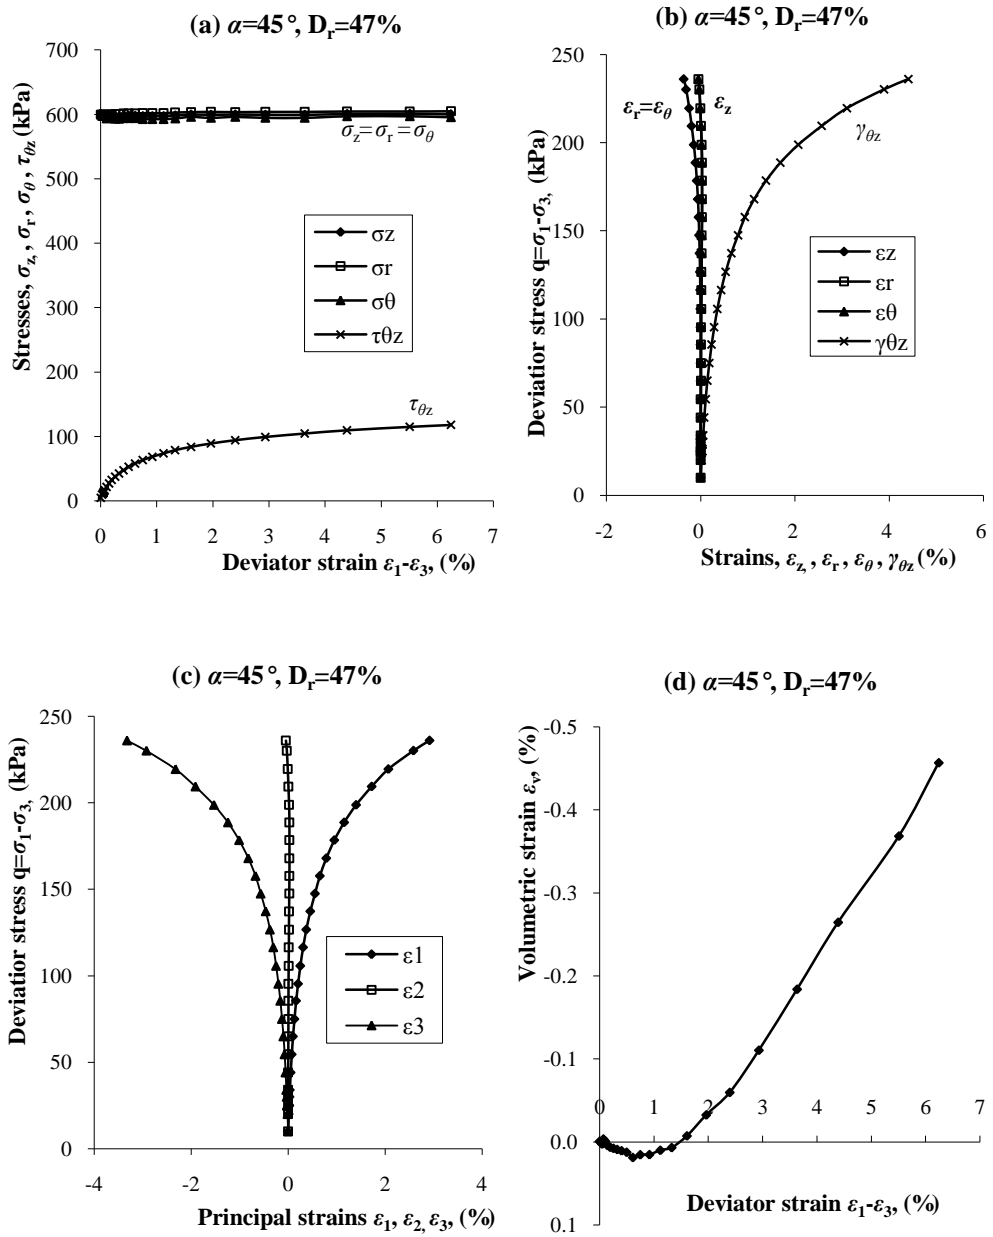 (a) α=45°, Dr=47%
700
600
500
400
300
200
100
0
0 1 2 3 4 5 6 7
Stresses, σz, , σr , σθ , τθz (kPa)
Deviator strain ε1-ε3, (%)
σz= σr = σθ
τθz
σz
σr
σθ
τθz
(b) α=45°, Dr=47%
250
200
150
100
50
0
-2 0 2 4 6
Deviatior stress q=σ1-σ3, (kPa)
Strains, εz, , εr , εθ , γθz (%)
εr=εθ
εz
γθz
εz
εr
εθ
γθz
(c) α=45°, Dr=47%
250
200
150
100
50
0
-4 -2 0 2 4
Deviatior stress q=σ1-σ3, (kPa)
Principal strains ε1, ε2, ε3, (%)
ε1
ε2
ε3
(d) α=45°, Dr=47%
-0.5
-0.4
-0.3
-0.2
-0.1
0.0
0.1
0 1 2 3 4 5 6 7
Volumetric strain εv, (%)
Deviator strain ε1-ε3, (%)